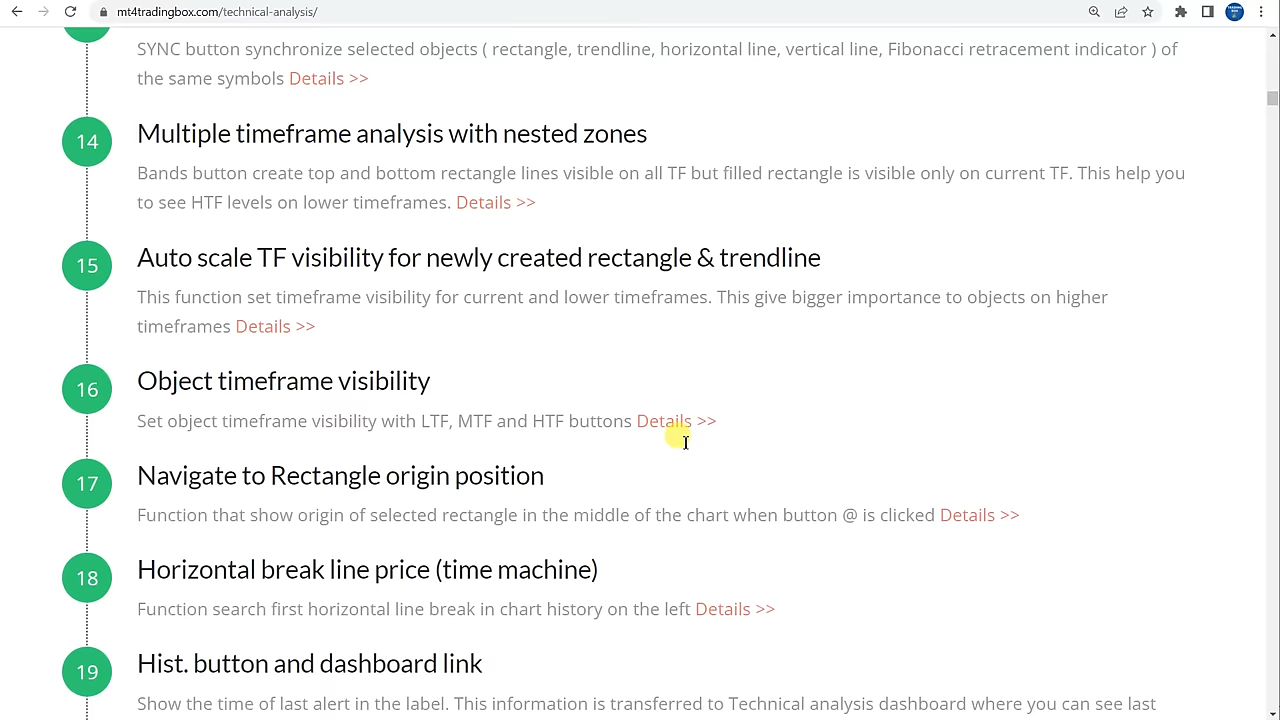 mt4tradingbox.com/technical-analysis/
SYNC button synchronize selected objects ( rectangle, trendline, horizontal line, vertical line, Fibonacci retracement indicator ) of
the same symbols Details >>
14
Multiple timeframe analysis with nested zones
Bands button create top and bottom rectangle lines visible on all TF but filled rectangle is visible only on current TF. This help you
to see HTF levels on lower timeframes. Details >>
15
Auto scale TF visibility for newly created rectangle & trendline
This function set timeframe visibility for current and lower timeframes. This give bigger importance to objects on higher
timeframes Details >>
16
Object timeframe visibility
Set object timeframe visibility with LTF, MTF and HTF buttons Details >>
17
Navigate to Rectangle origin position
Function that show origin of selected rectangle in the middle of the chart when button @ is clicked Details >>
18
Horizontal break line price (time machine)
Function search first horizontal line break in chart history on the left Details >>
19
Hist. button and dashboard link
Show the time of last alert in the label. This information is transferred to Technical analysis dashboard where you can see last